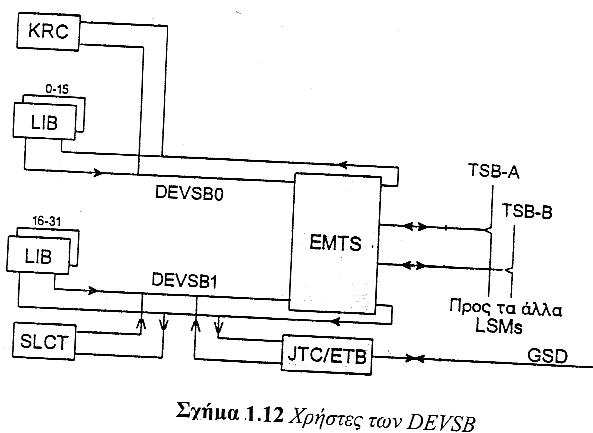 KRC
0-15
LIB
TSB-A
DEVSB0
TSB-B
16-31
EMTS
LIB
DEVSB1
Προς τα άλλα
LSMs
SLCT
JTC/ETB
GSD
Σχήμα 1.12 Χρήστες των DEVSB